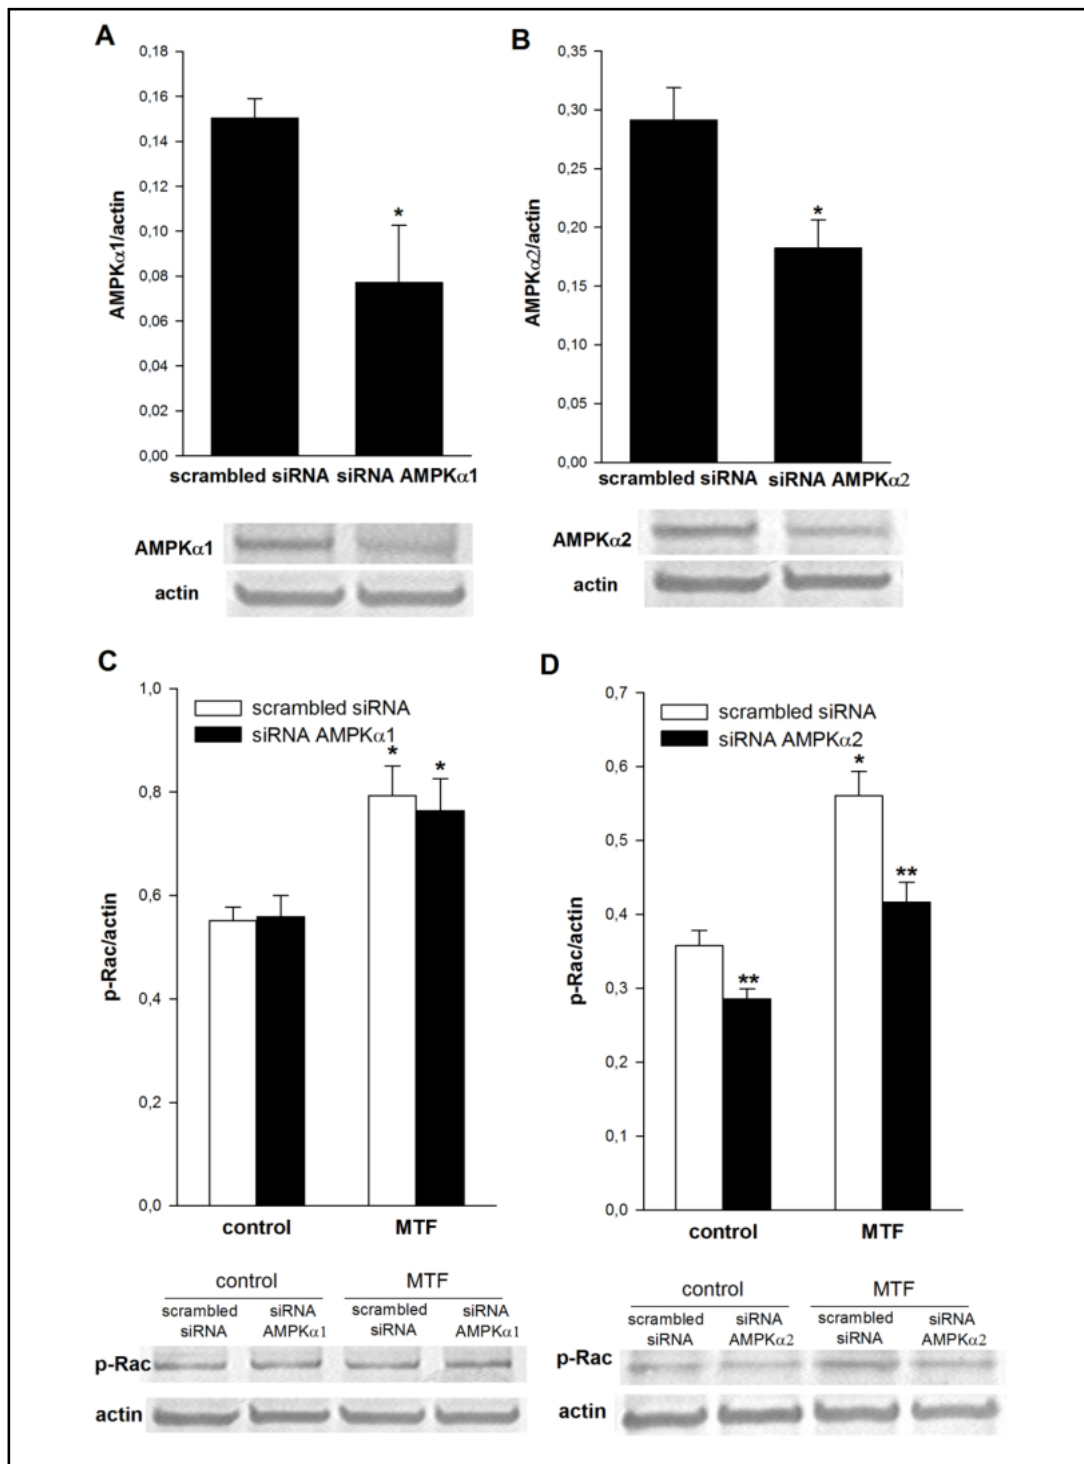 A
0,18
0,16
0,14
0,12
0,10
0,08
0,06
0,04
0,02
0,00
AMPKα1/actin
*
scrambled siRNA siRNA AMPKα1
AMPKα1
actin
B
0,35
0,30
0,25
0,20
0,15
0,10
0,05
0,00
AMPKα2/actin
*
scrambled siRNA siRNA AMPKα2
AMPKα2
actin
C
1,0
0,8
0,6
0,4
0,2
0,0
p-Rac/actin
scrambled siRNA
siRNA AMPKα1
* *
control MTF
control MTF
scrambled siRNA scrambled siRNA
siRNA AMPKα1 siRNA AMPKα1
p-Rac
actin
D
0,7
0,6
0,5
0,4
0,3
0,2
0,1
0,0
p-Rac/actin
scrambled siRNA
siRNA AMPKα2
*
**
**
control MTF
control MTF
scrambled siRNA scrambled siRNA
siRNA AMPKα2 siRNA AMPKα2
p-Rac
actin